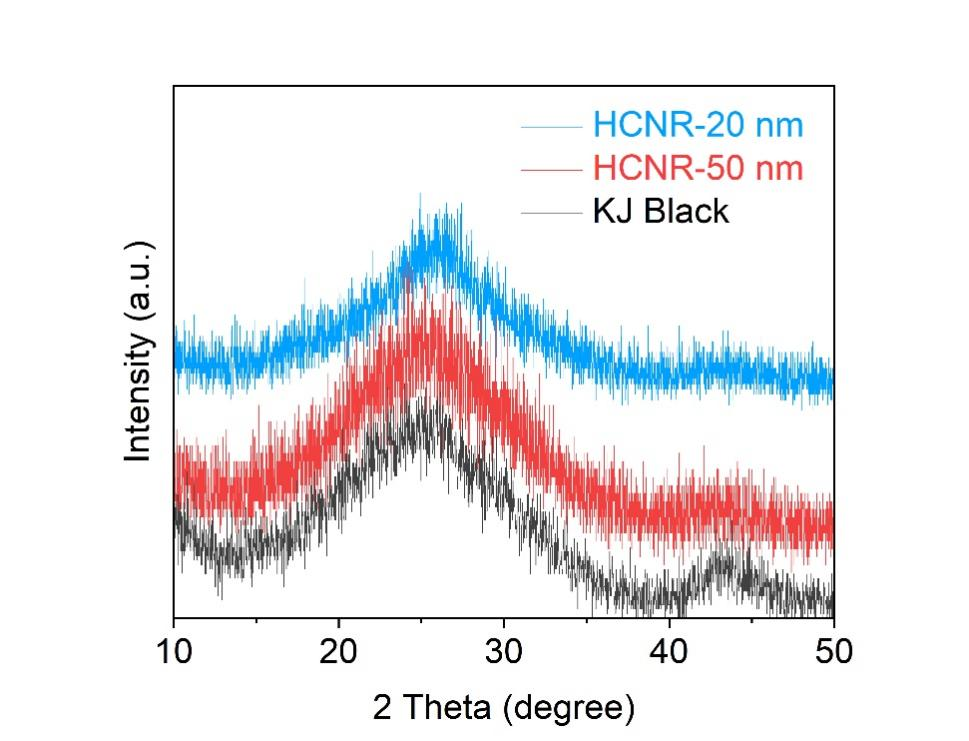 HCNR-20 nm
HCNR-50 nm
KJ Black
Intensity (a.u.)
10 20 30 40 50
2 Theta (degree)